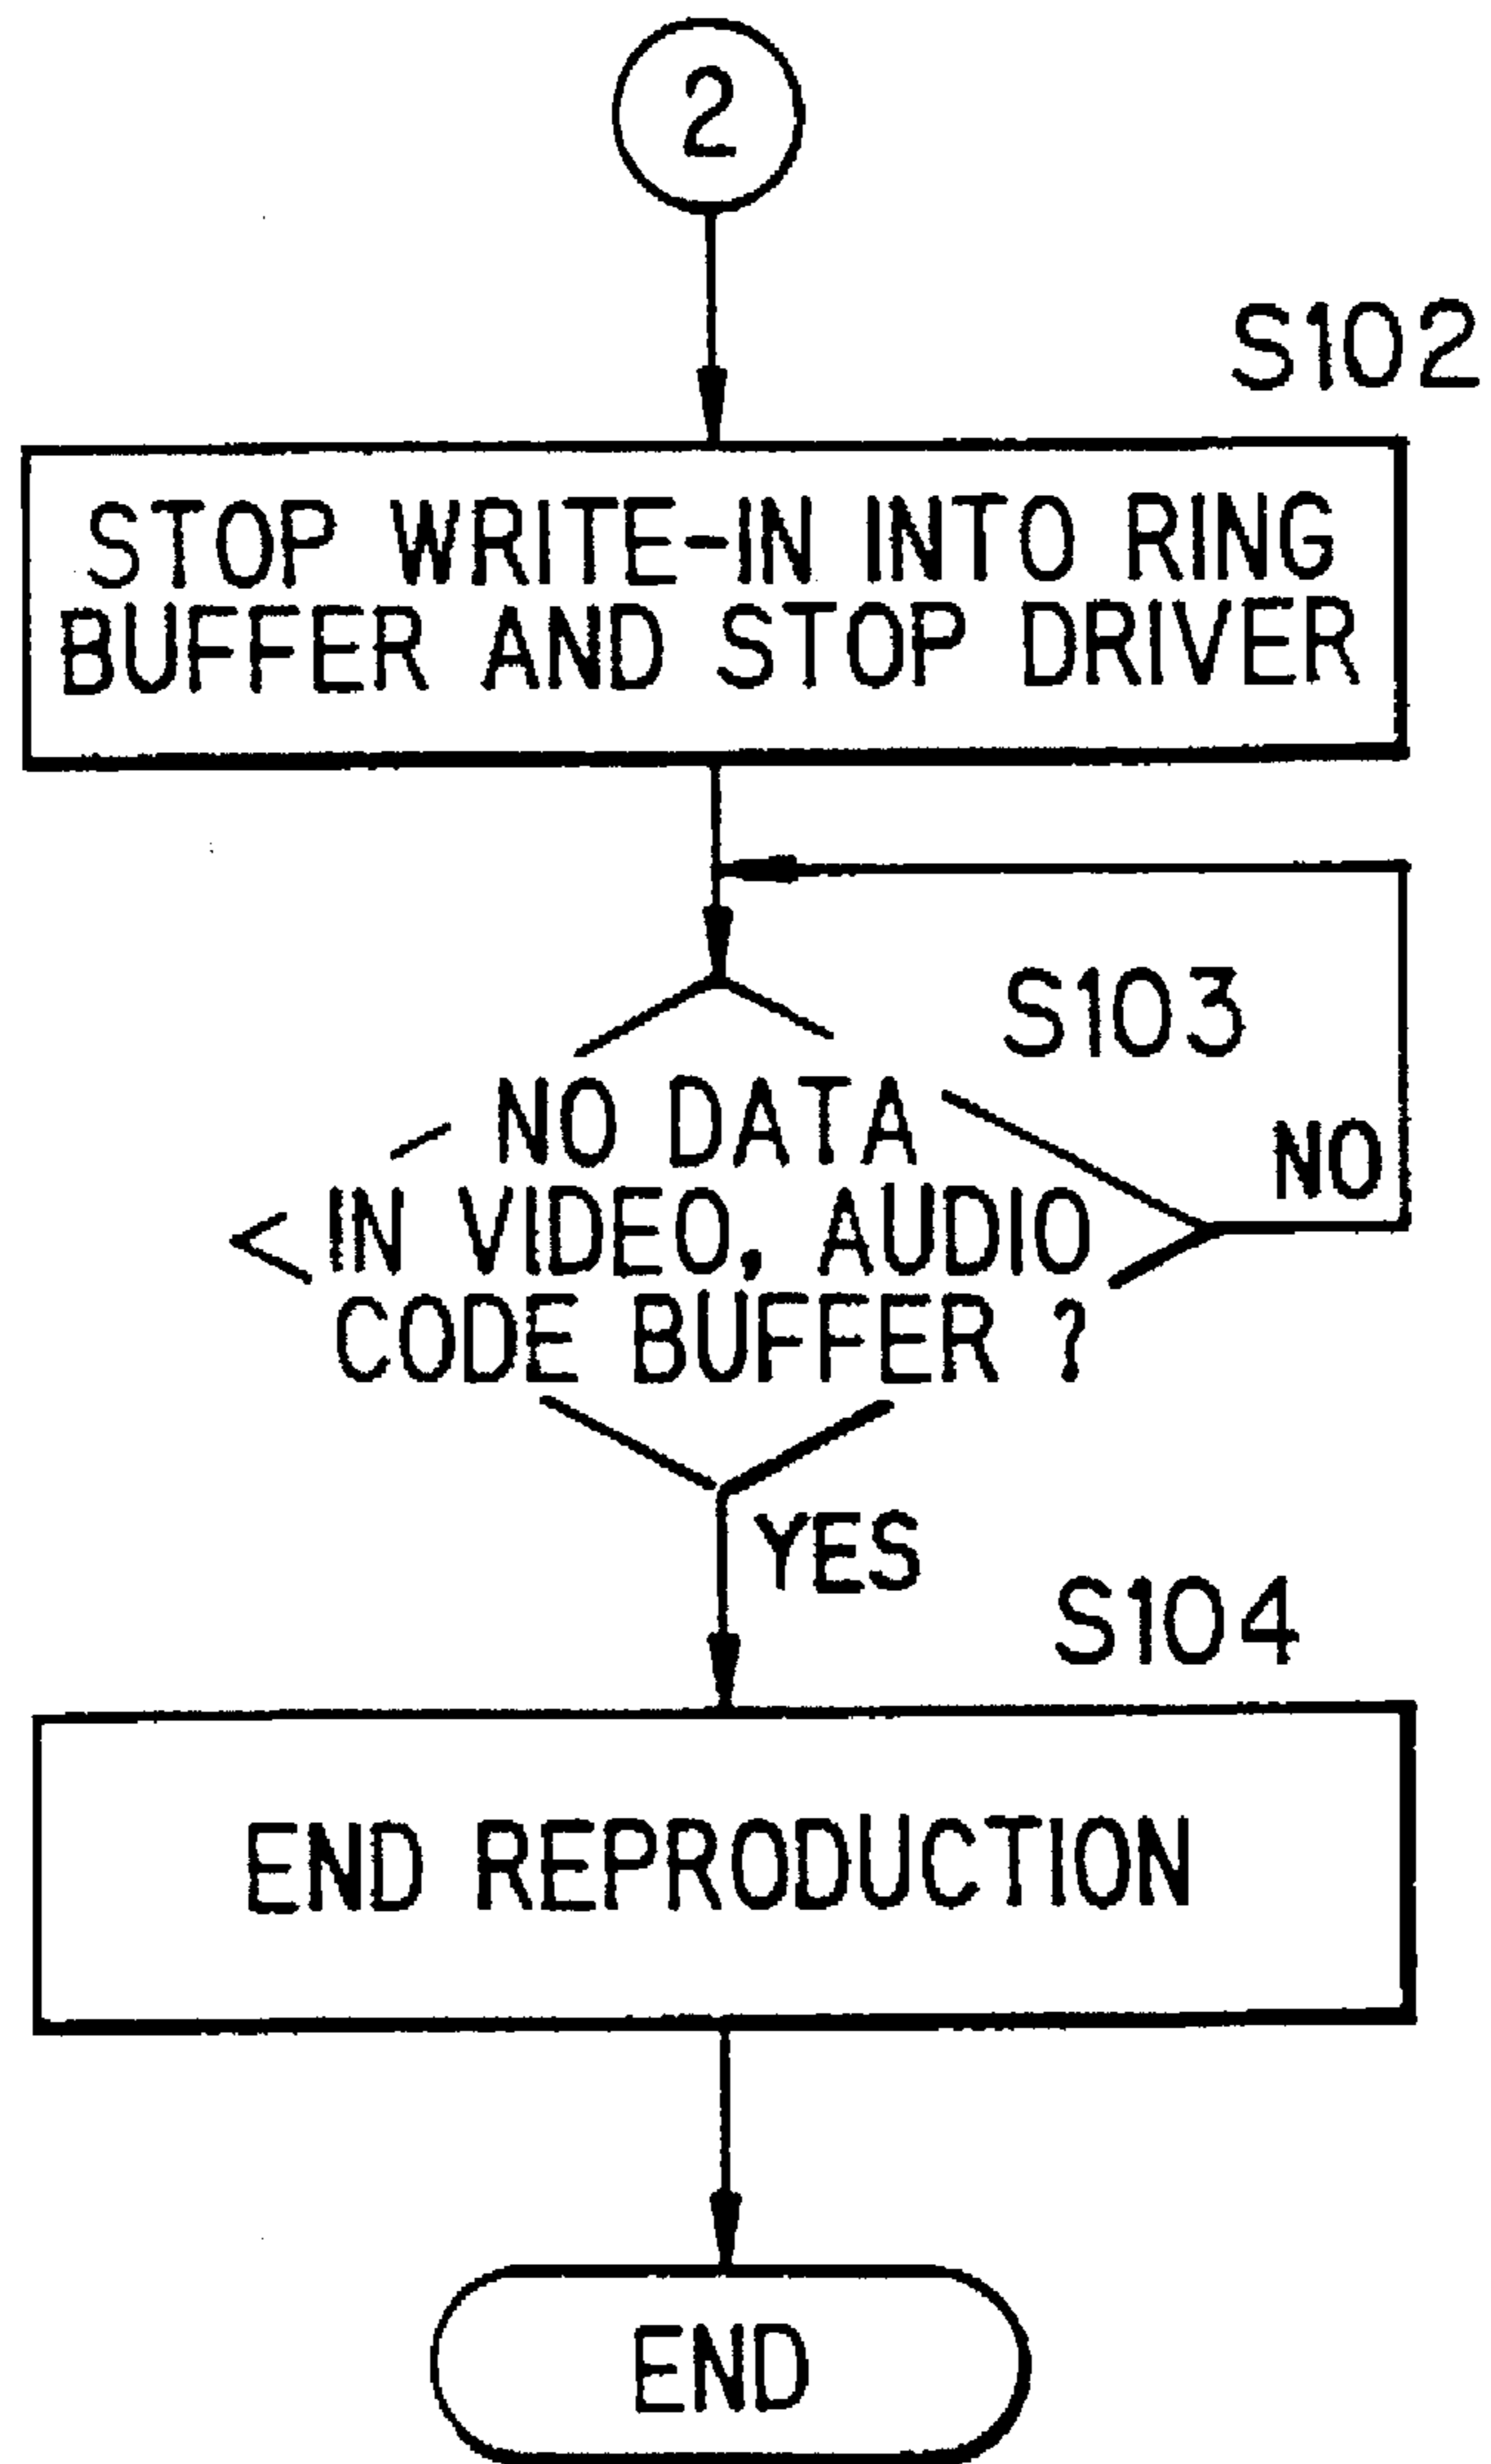 2
S102
STOP WRITE-IN INTO RING
BUFFER AND STOP DRIVER
S103
NO DATA
NO
IN VIDEO, AUDIO
CODE BUFFER ?
YES
S104
END REPRODUCTION
END